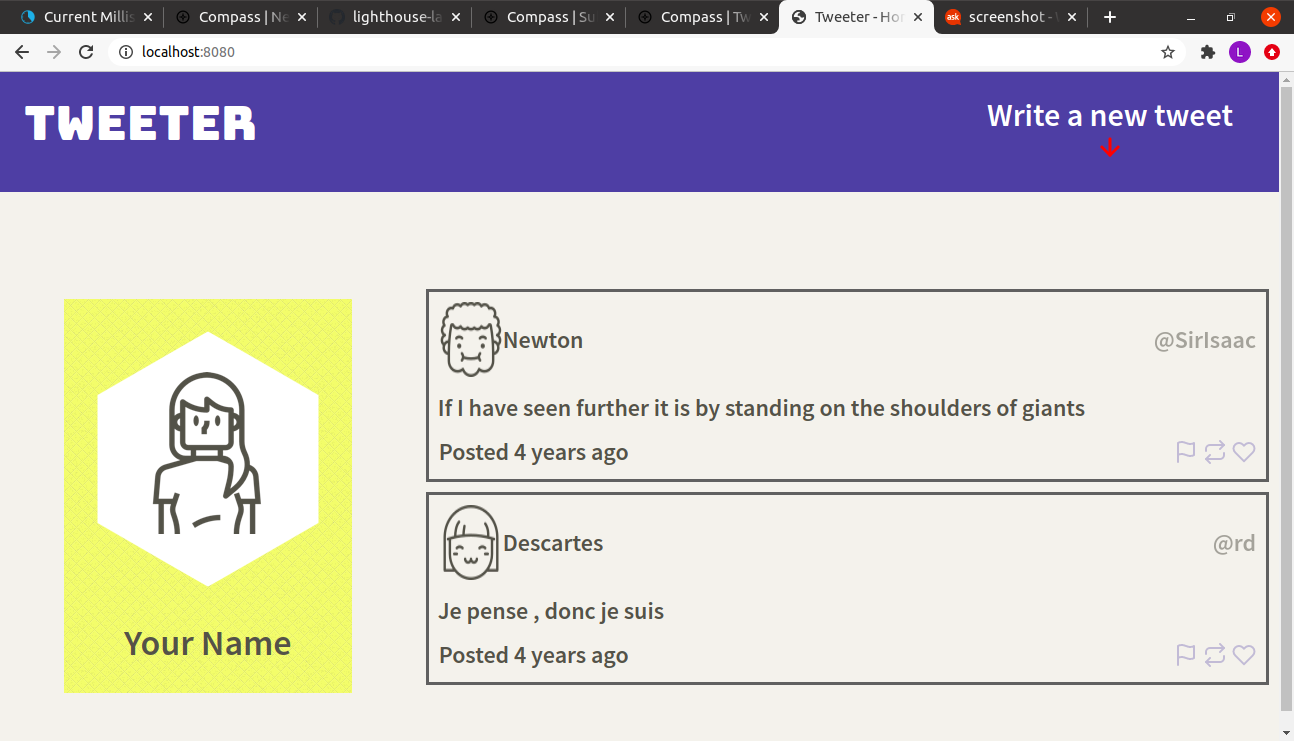 Current Millis
Compass | Ne
lighthouse-la
Compass | Su
Compass | Tw
Tweeter - Hom
ask
screenshot -
localhost:8080
L
TWEETER
Write a new tweet
Your Name
Newton
@SirIsaac
If I have seen further it is by standing on the shoulders of giants
Posted 4 years ago
Descartes
@rd
Je pense , donc je suis
Posted 4 years ago